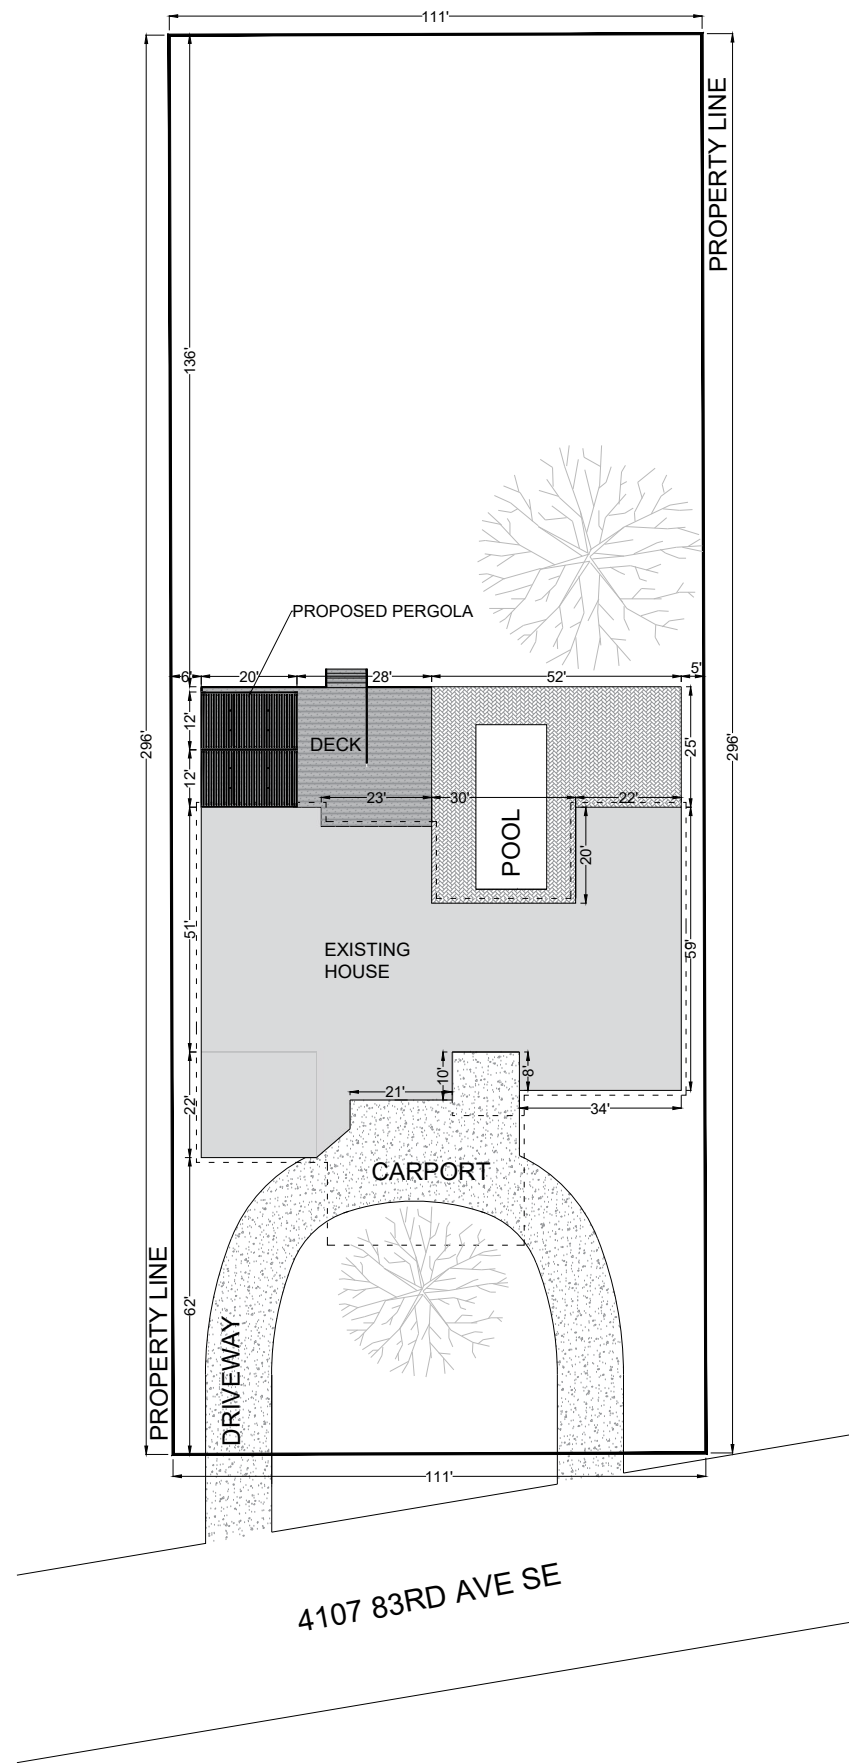 111'
PROPERTY LINE
136'
PROPOSED PERGOLA
6'
20'
28'
52'
5'
12'
25'
296'
DECK
296'
12'
23'
30'
22'
POOL
20'
51'
EXISTING
HOUSE
59'
10'
8'
21'
22'
34'
CARPORT
PROPERTY LINE
62'
DRIVEWAY
111'
4107 83RD AVE SE